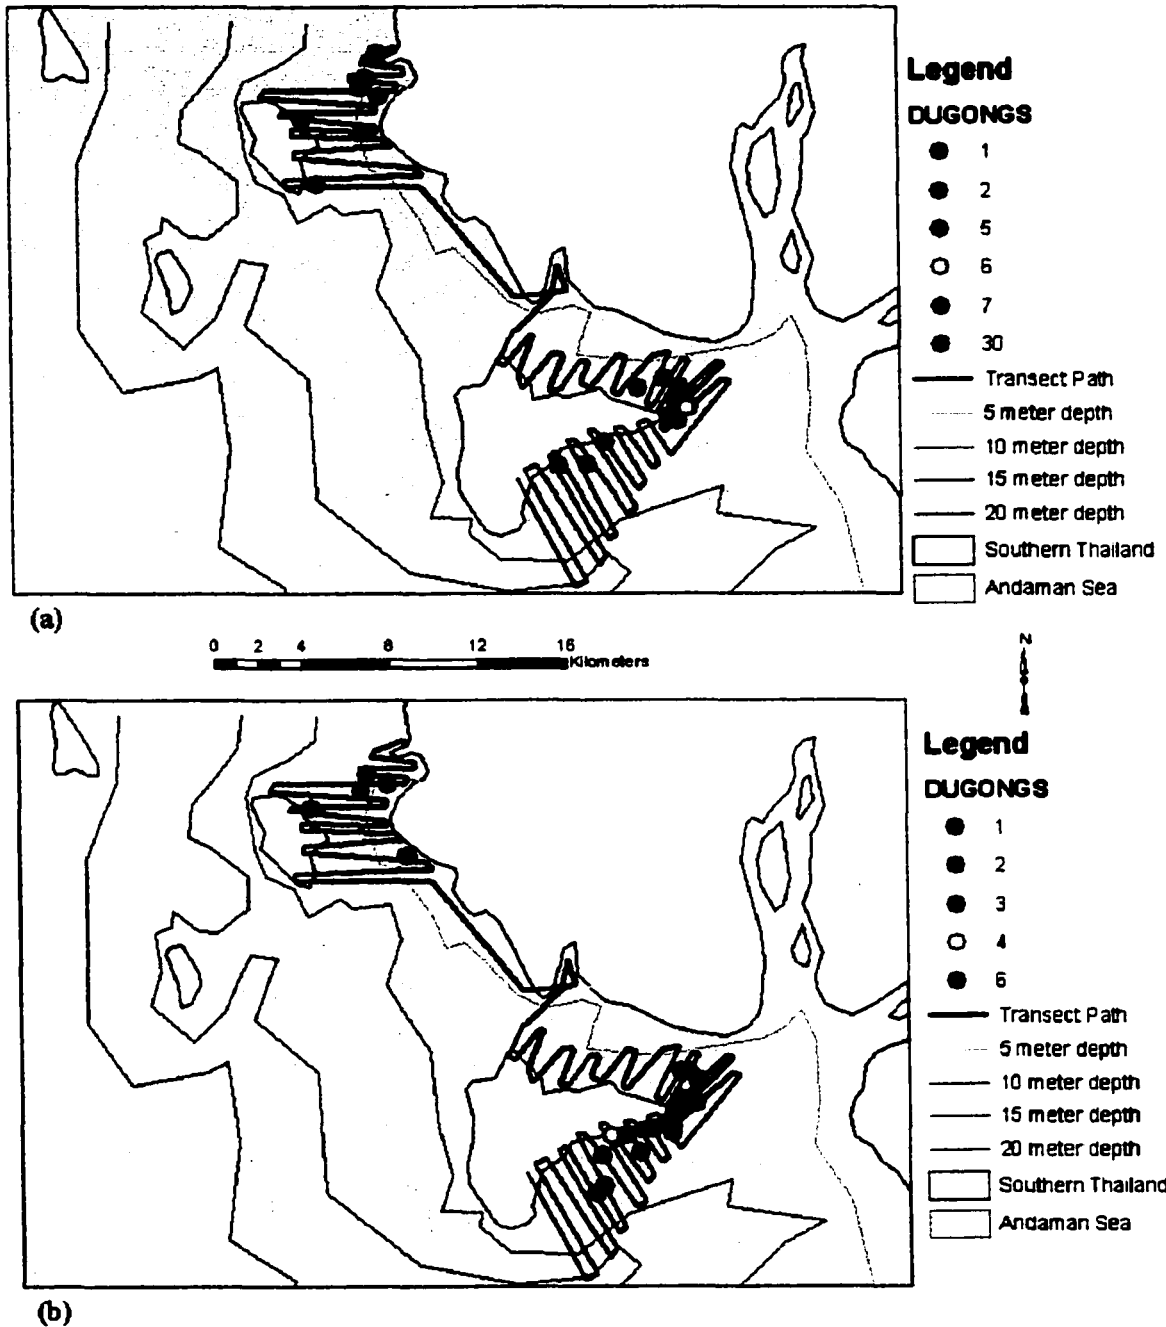 Legend
DUGONGS
1
2
5
6
7
30
Transect Path
5 meter depth
10 meter depth
15 meter depth
20 meter depth
Southern Thailand
Andaman Sea
(a)
0 2 4 8 12 16
Kilometers
N
Legend
DUGONGS
1
2
3
4
6
Transect Path
5 meter depth
10 meter depth
15 meter depth
20 meter depth
Southern Thailand
Andaman Sea
(b)